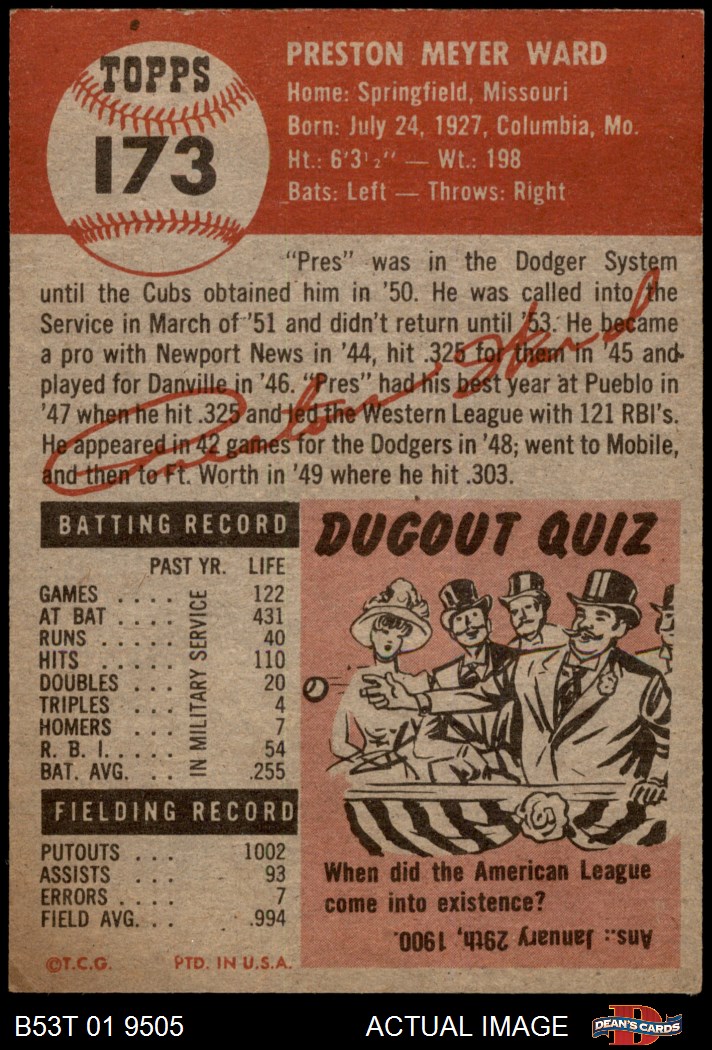 TOPPS
173
PRESTON MEYER WARD
Home: Springfield, Missouri
Born: July 24, 1927, Columbia, Mo.
Ht.: 6'3½" — Wt.: 198
Bats: Left — Throws: Right
"Pres" was in the Dodger System
until the Cubs obtained him in '50. He was called into the
Service in March of '51 and didn't return until '53. He became
a pro with Newport News in '44, hit .325 for them in '45 and
played for Danville in '46. "Pres" had his best year at Pueblo in
'47 when he hit .325 and led the Western League with 121 RBI's.
He appeared in 42 games for the Dodgers in '48; went to Mobile,
and then to Ft. Worth in '49 where he hit .303.
Preston Ward
BATTING RECORD
PAST YR. LIFE
GAMES .... 122
AT BAT .... 431
RUNS ..... 40
HITS ..... 110
DOUBLES ... 20
TRIPLES ... 4
HOMERS ... 7
R. B. I. .... 54
BAT. AVG. .. .255
IN MILITARY SERVICE
FIELDING RECORD
PUTOUTS ... 1002
ASSISTS ... 93
ERRORS .... 7
FIELD AVG. ... .994
©T.C.G. PTD. IN U.S.A.
DUGOUT QUIZ
When did the American League
come into existence?
Ans.: January 29th, 1900.
B53T 01 9505 ACTUAL IMAGE
D
DEAN'S CARDS